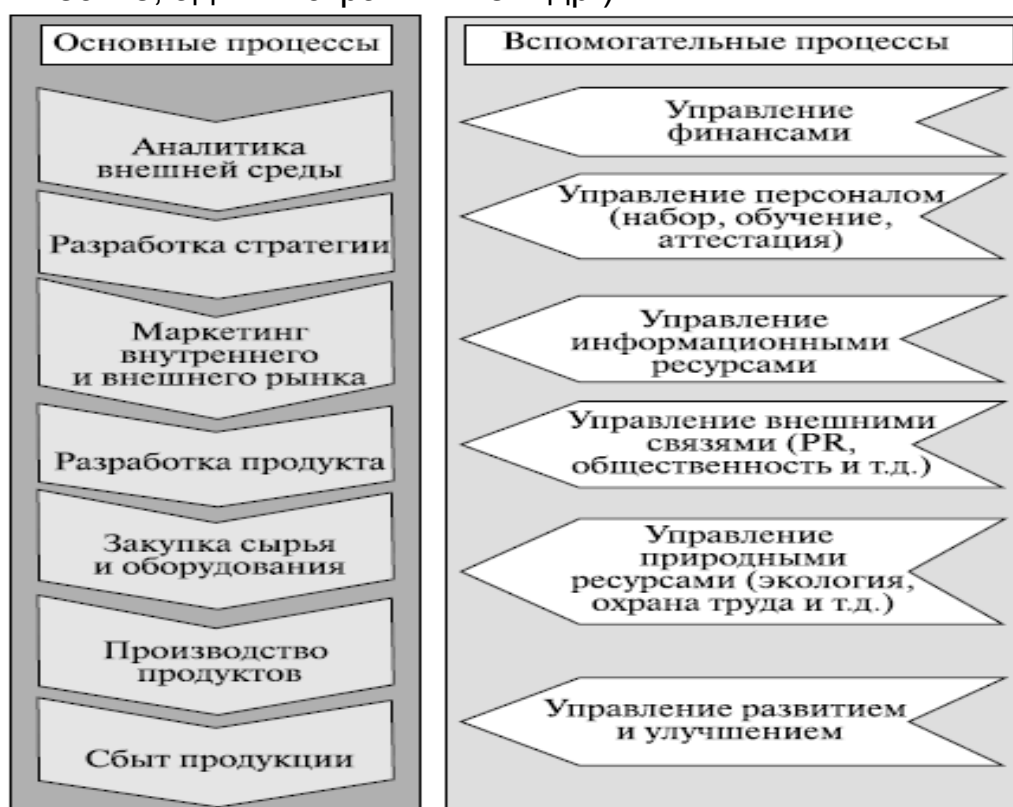 Основные процессы
Аналитика
внешней среды
Разработка стратегии
Маркетинг
внутреннего
и внешнего рынка
Разработка продукта
Закупка сырья
и оборудования
Производство
продуктов
Сбыт продукции
Вспомогательные процессы
Управление
финансами
Управление персоналом
(набор, обучение,
аттестация)
Управление
информационными
ресурсами
Управление внешними
связями (PR,
общественность и т.д.)
Управление
природными
ресурсами (экология,
охрана труда и т.д.)
Управление развитием
и улучшением